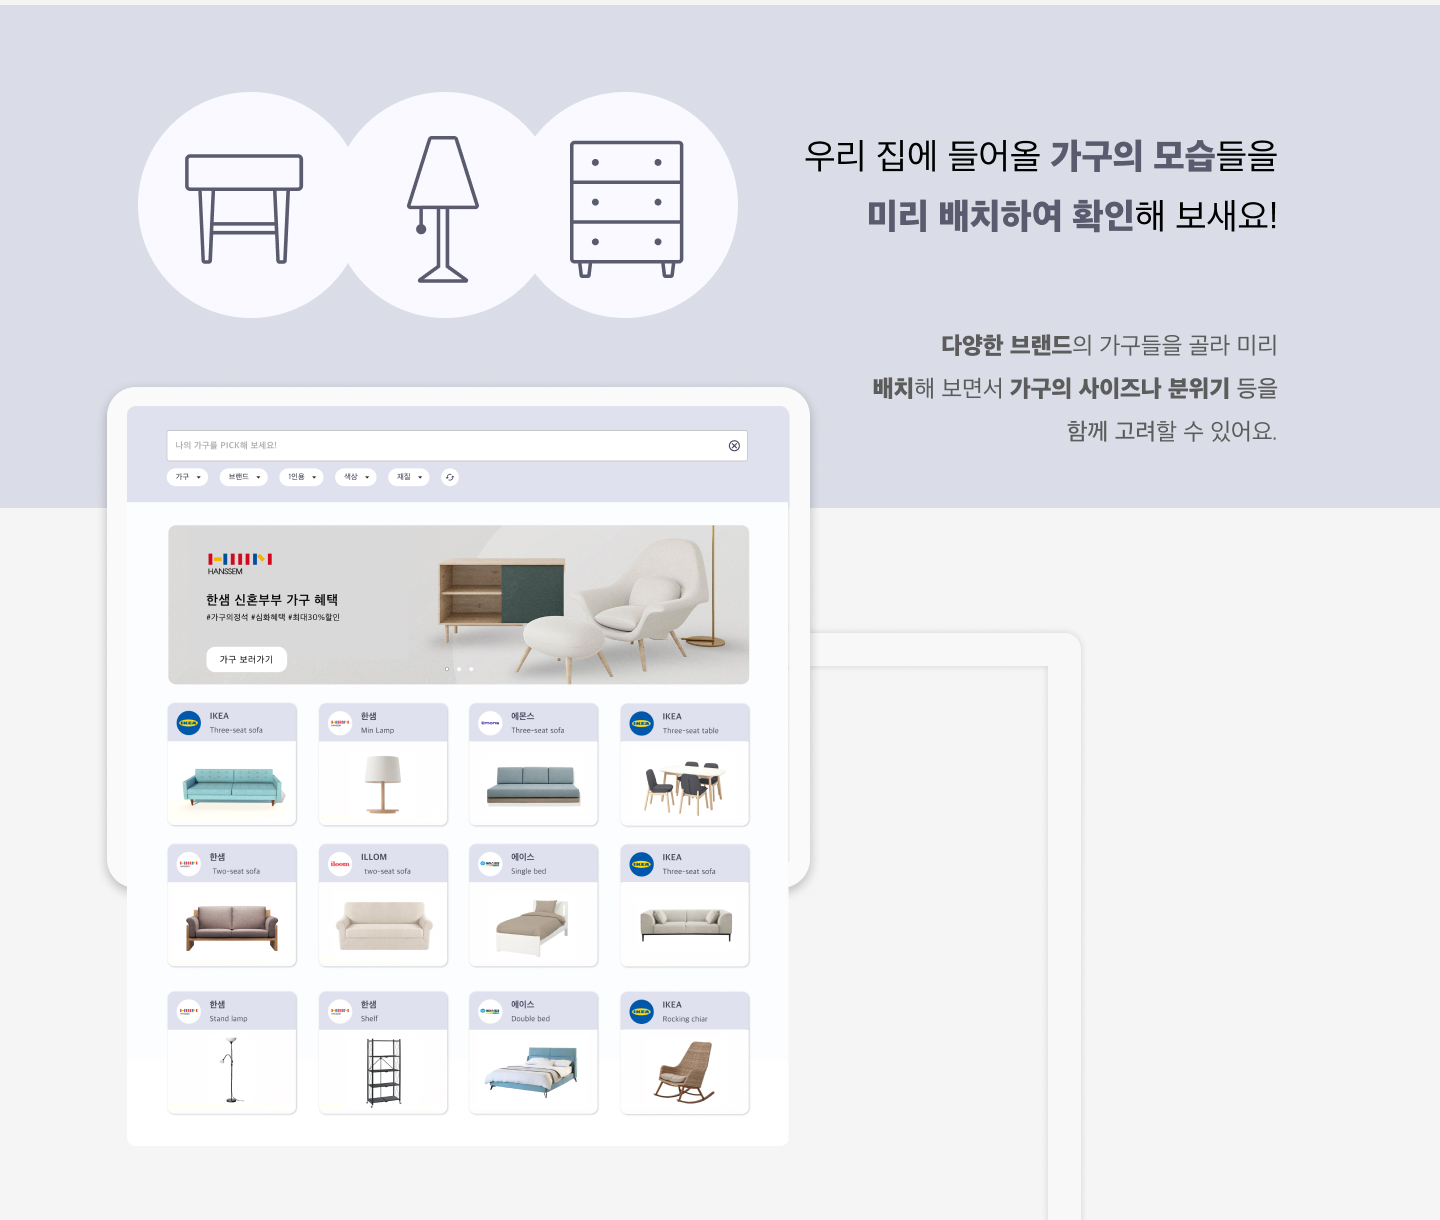 우리 집에 들어올 가구의 모습들을
미리 배치하여 확인해 보새요!
다양한 브랜드의 가구들을 골라 미리
배치해 보면서 가구의 사이즈나 분위기 등을
함께 고려할 수 있어요.
나의 가구를 PICK해 보세요!
가구 브랜드 1인용 색상 재질
HANSSEM
한샘 신혼부부 가구 혜택
#가구의정석 #심화혜택 #최대30%할인
가구 보러가기
IKEA
IKEA
Three-seat sofa
한샘
Min Lamp
emons
에몬스
Three-seat sofa
IKEA
IKEA
Three-seat table
한샘
Two-seat sofa
iloom
ILLOM
two-seat sofa
에이스
Single bed
IKEA
IKEA
Three-seat sofa
한샘
Stand lamp
한샘
Shelf
에이스
Double bed
IKEA
IKEA
Rocking chiar